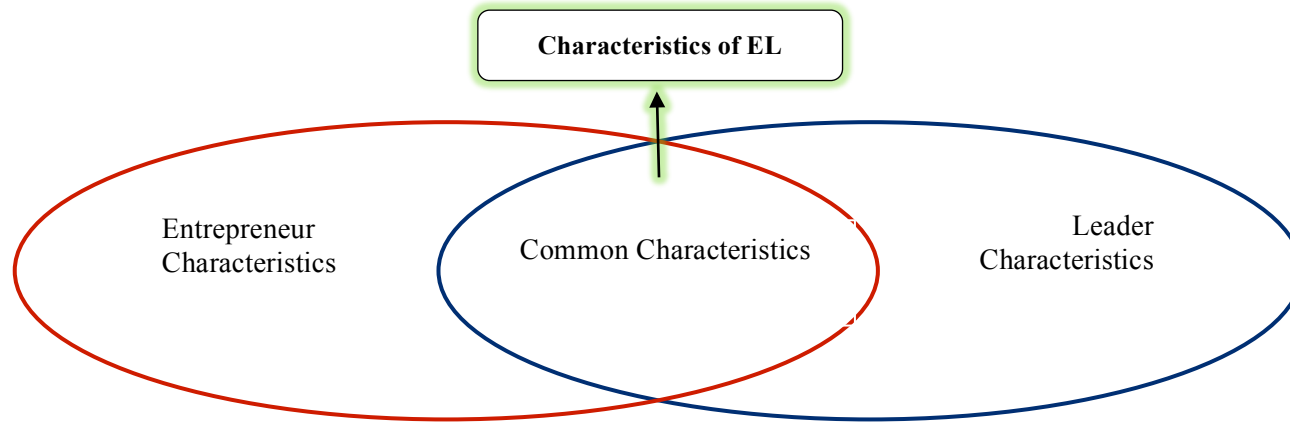 Characteristics of EL
Entrepreneur
Characteristics
Common Characteristics
Leader
Characteristics